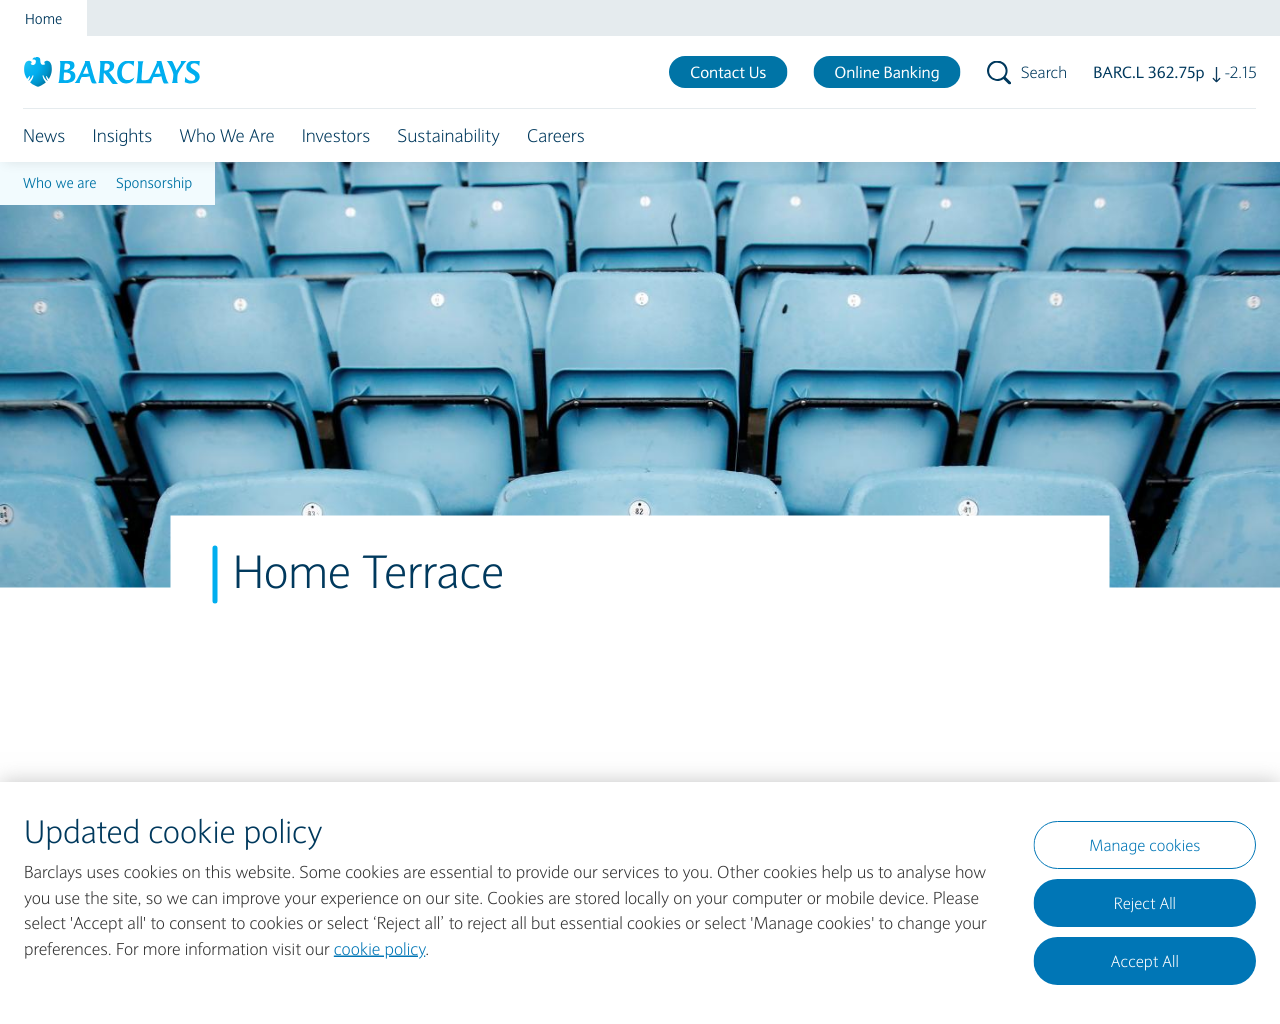 Home
BARCLAYS
Contact Us
Online Banking
Search
BARC.L 362.75p ↓ -2.15
News
Insights
Who We Are
Investors
Sustainability
Careers
Who we are
Sponsorship
82
81
Home Terrace
Updated cookie policy
Barclays uses cookies on this website. Some cookies are essential to provide our services to you. Other cookies help us to analyse how
you use the site, so we can improve your experience on our site. Cookies are stored locally on your computer or mobile device. Please
select 'Accept all' to consent to cookies or select ‘Reject all’ to reject all but essential cookies or select 'Manage cookies' to change your
preferences. For more information visit our cookie policy.
Manage cookies
Reject All
Accept All